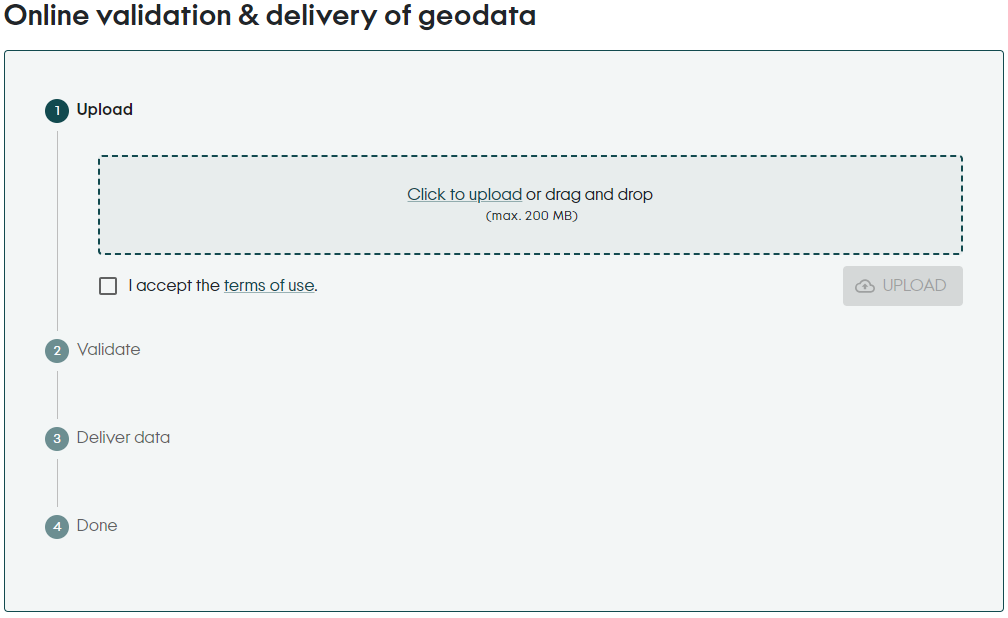 Online validation & delivery of geodata
1 Upload
Click to upload or drag and drop
(max. 200 MB)
I accept the terms of use.
UPLOAD
2 Validate
3 Deliver data
4 Done